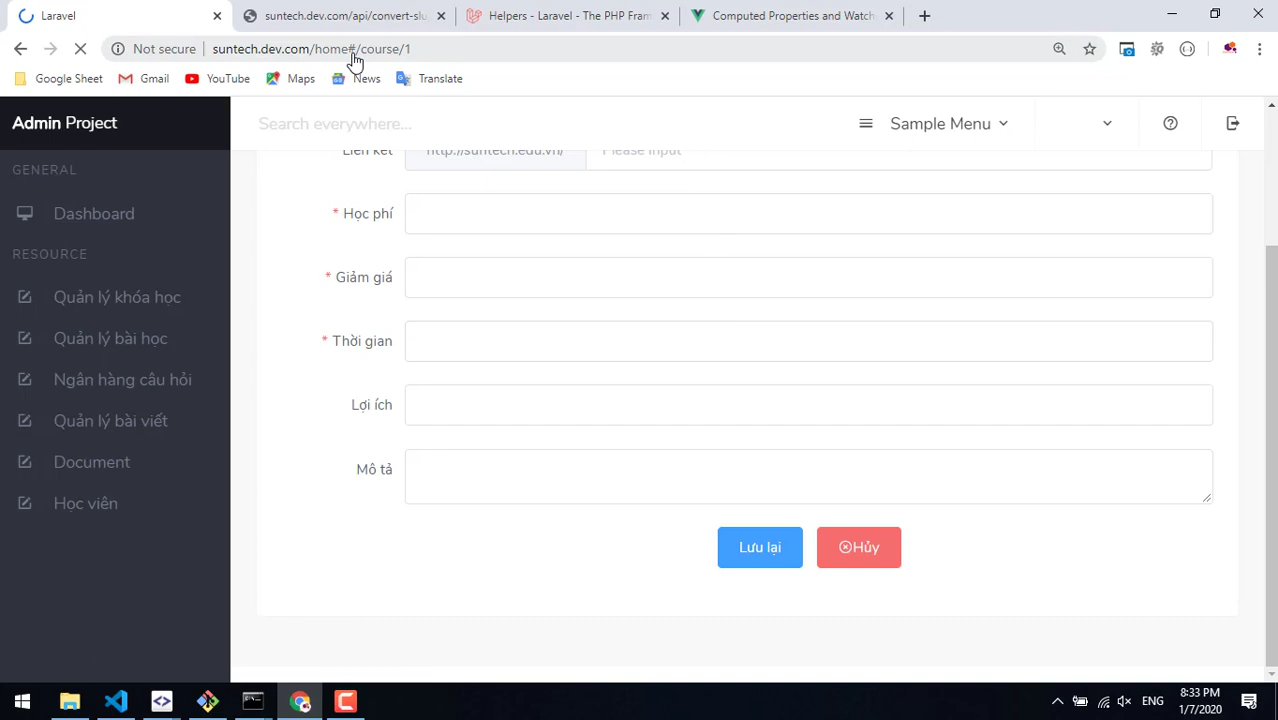 Laravel
suntech.dev.com/api/convert-slu
Helpers - Laravel - The PHP Fram
Computed Properties and Watch
Not secure
suntech.dev.com/home#/course/1
Google Sheet
Gmail
YouTube
Maps
News
Translate
Admin Project
Search everywhere...
Sample Menu
GENERAL
Dashboard
RESOURCE
Quản lý khóa học
Quản lý bài học
Ngân hàng câu hỏi
Quản lý bài viết
Document
Học viên
Liên kết
http://suntech.edu.vn/
Please input
* Học phí
* Giảm giá
* Thời gian
Lợi ích
Mô tả
Lưu lại
Hủy
ENG
8:33 PM
1/7/2020